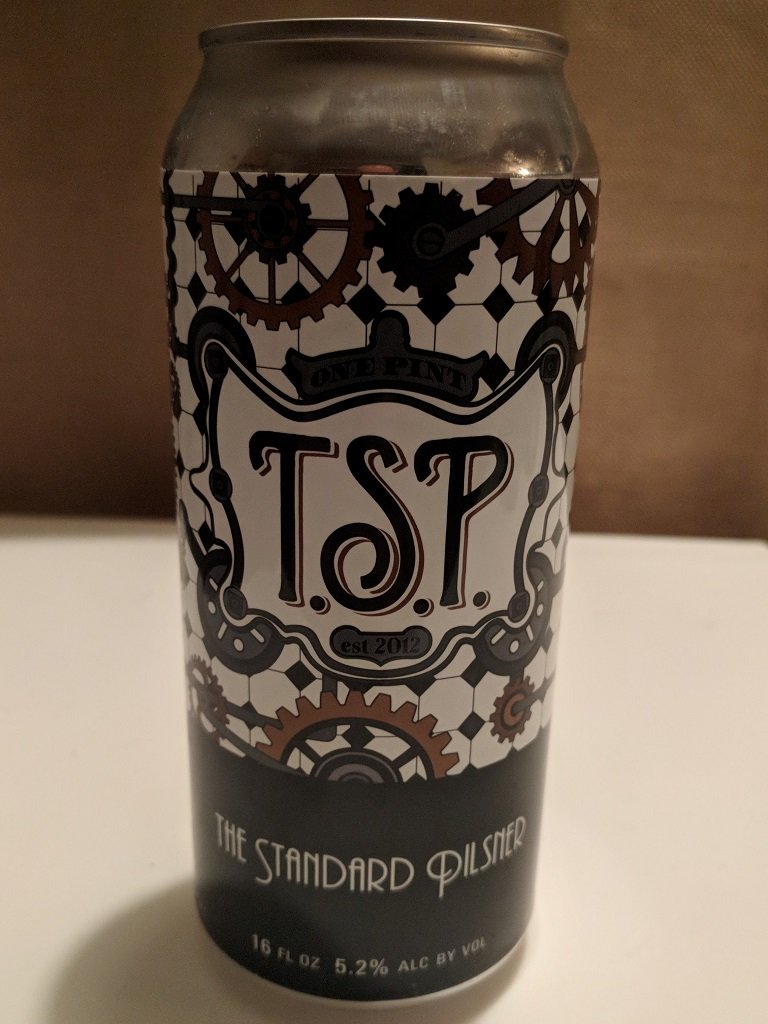 ONE PINT
T.S.P.
est 2012
THE STANDARD PILSNER
16 FL OZ 5.2% ALC BY VOL